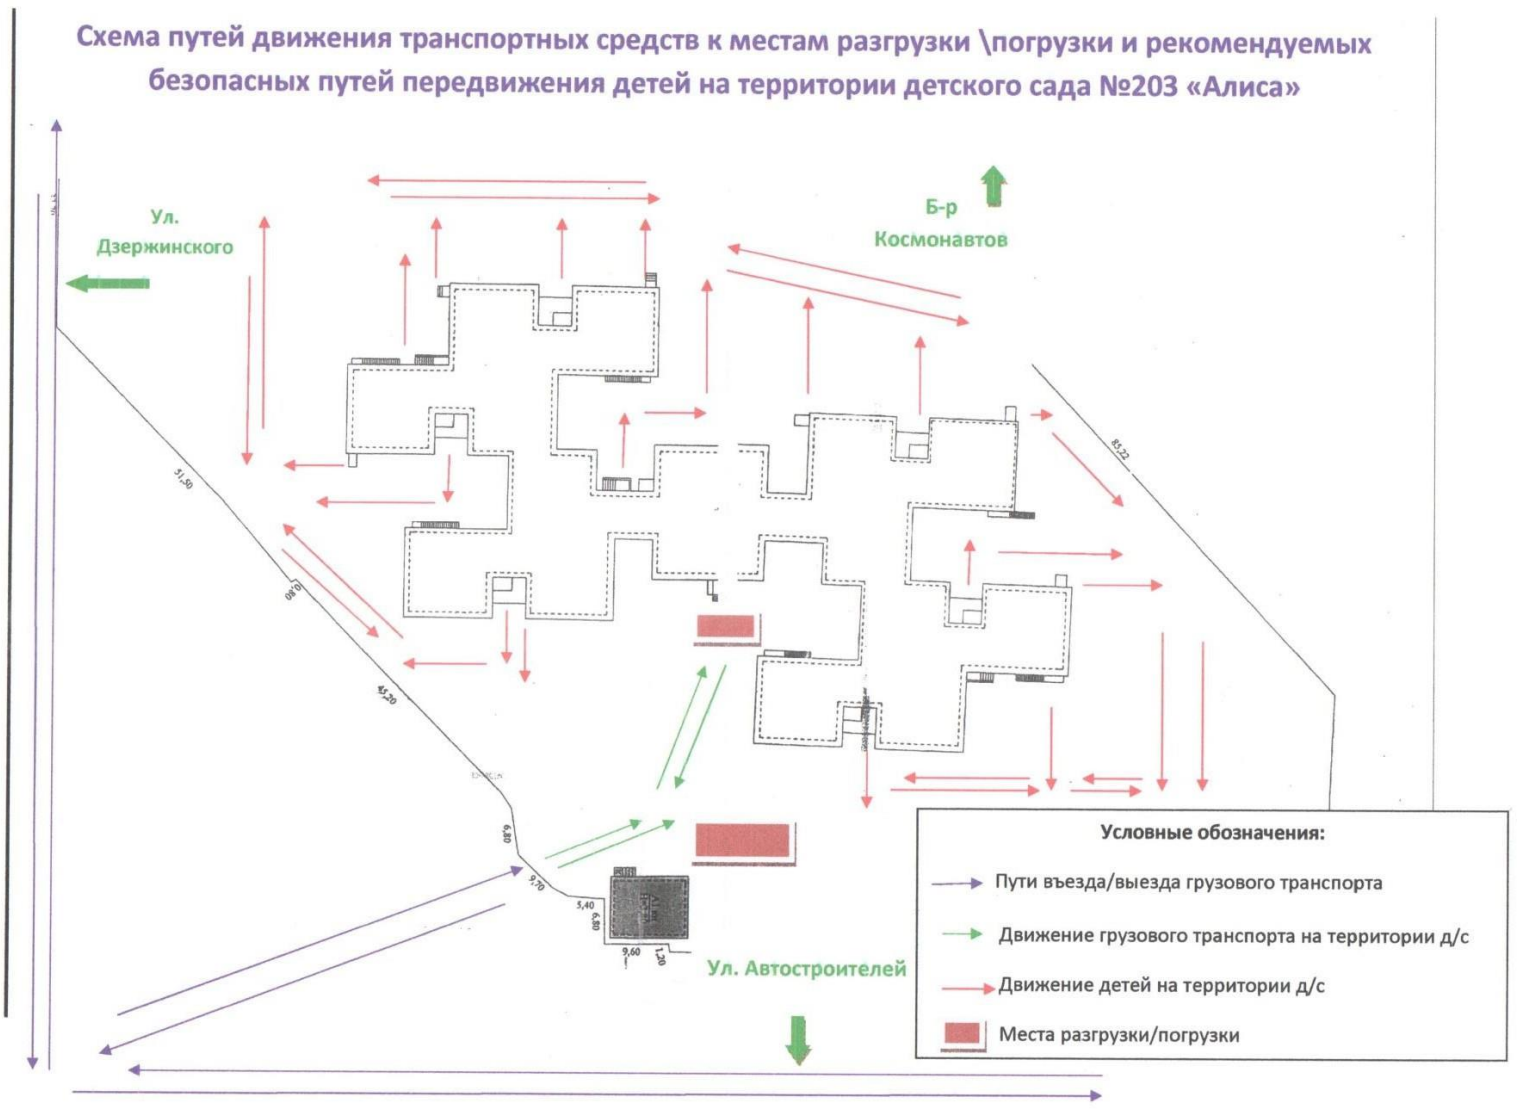 Схема путей движения транспортных средств к местам разгрузки \погрузки и рекомендуемых
безопасных путей передвижения детей на территории детского сада №203 «Алиса»
Ул.
Дзержинского
Б-р
Космонавтов
85,22
51,50
0,80
45,20
6,80
9,70
5,40
6,80
9,60
1,20
Ул. Автостроителей
Условные обозначения:
Пути въезда/выезда грузового транспорта
Движение грузового транспорта на территории д/с
Движение детей на территории д/с
Места разгрузки/погрузки